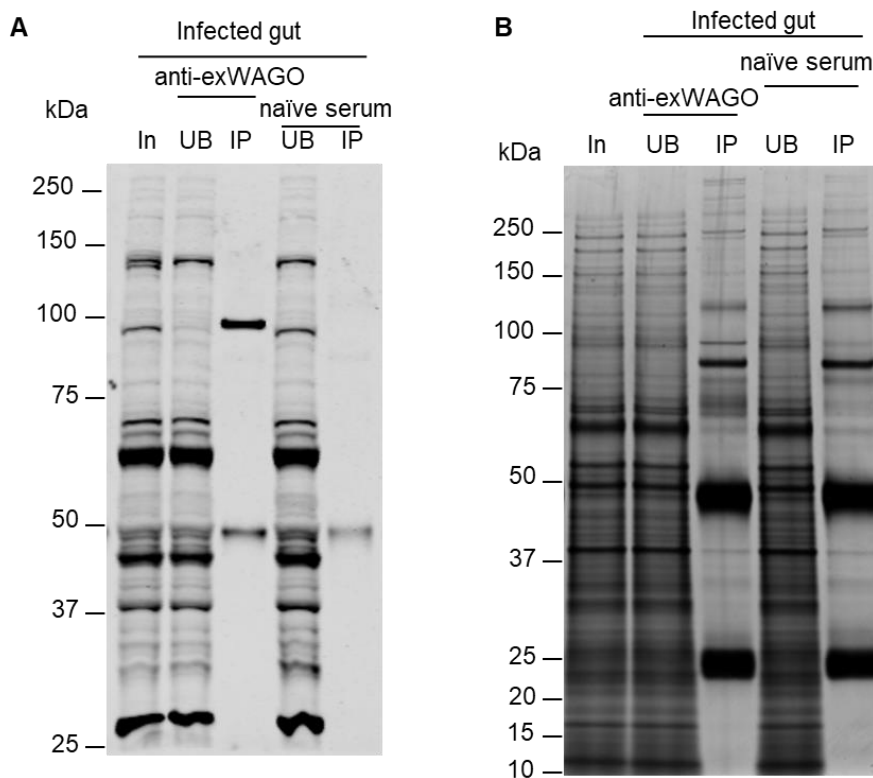 A
Infected gut
anti-exWAGO
kDa
naïve serum
In UB IP UB IP
250
150
100
75
50
37
25
B
Infected gut
naïve serum
anti-exWAGO
kDa
In UB IP UB IP
250
150
100
75
50
37
25
20
15
10